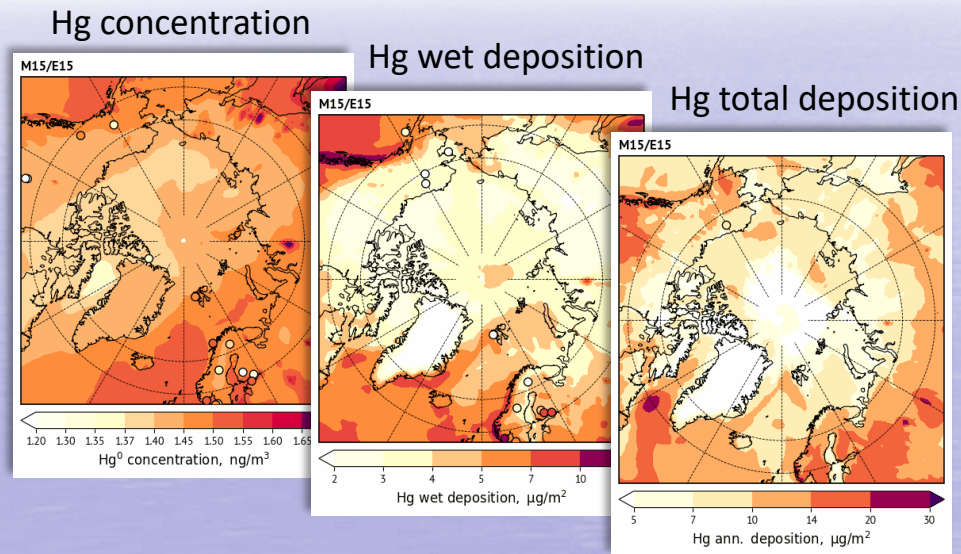 Hg concentration
M15/E15
1.20 1.30 1.35 1.37 1.40 1.45 1.50 1.55 1.60 1.65
Hg⁰ concentration, ng/m³
Hg wet deposition
M15/E15
2 3 4 5 7 10
Hg wet deposition, µg/m²
Hg total deposition
M15/E15
5 7 10 14 20 30
Hg ann. deposition, µg/m²